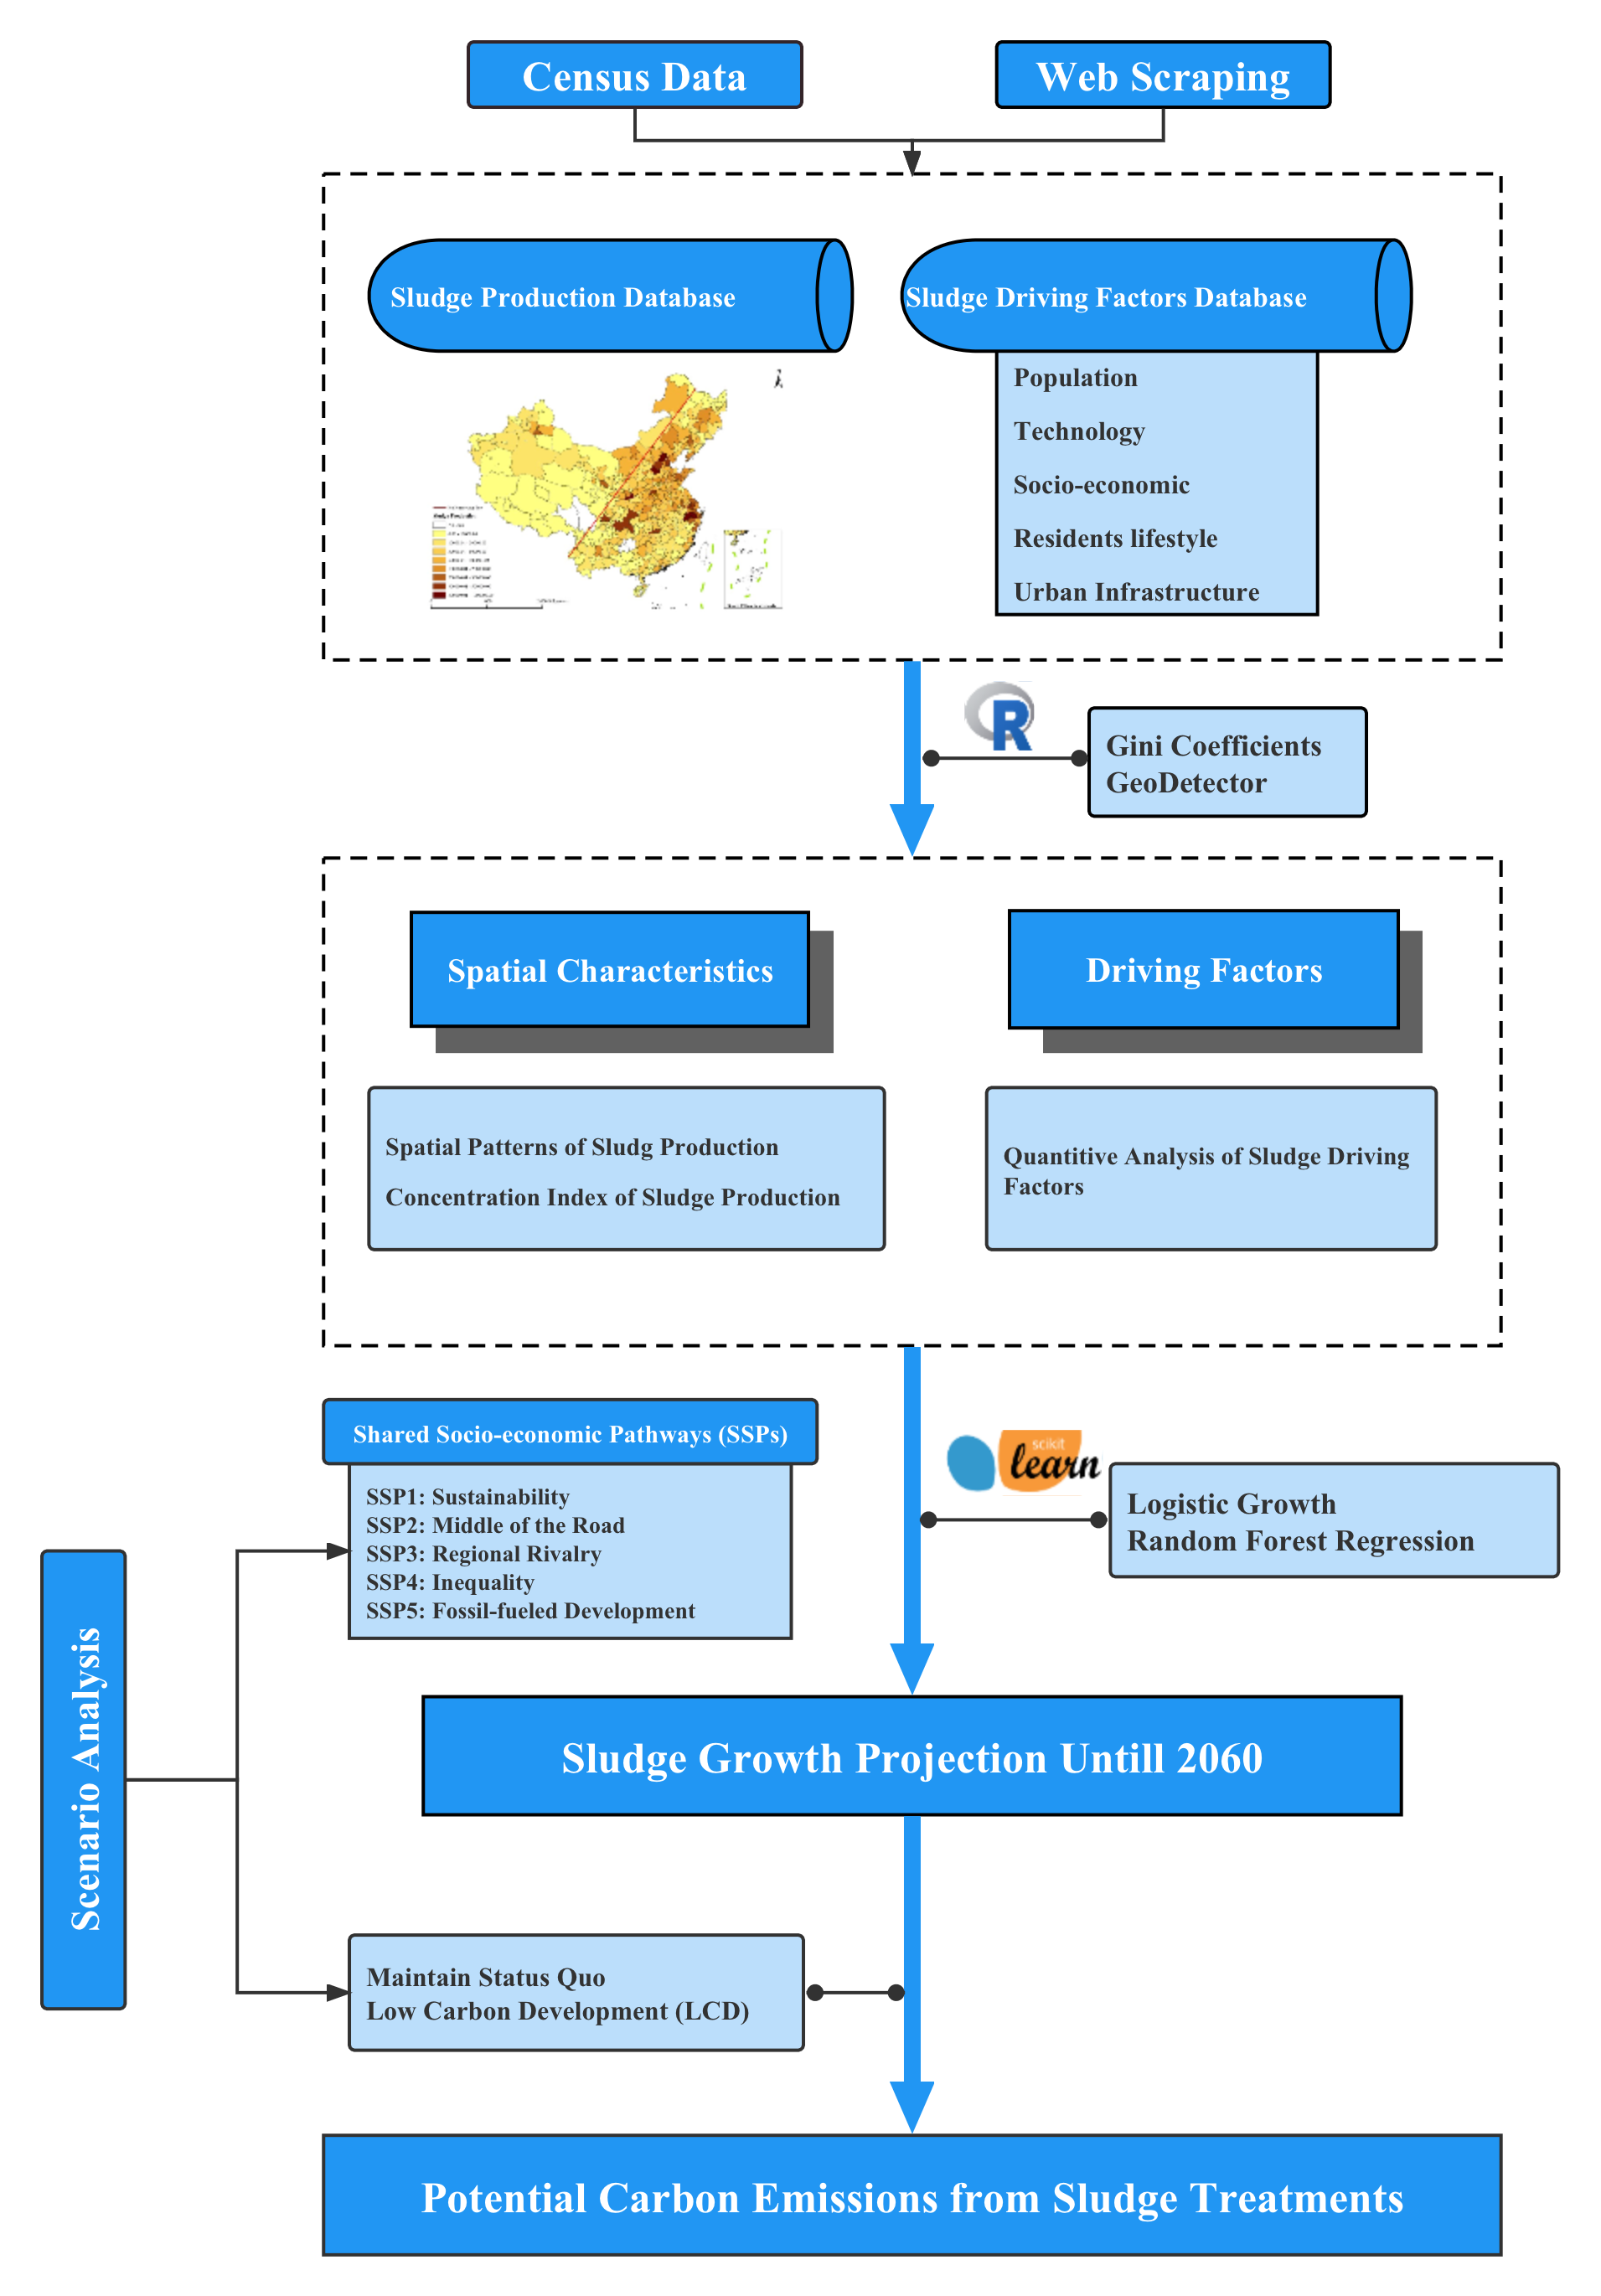 Census Data
Web Scraping
Sludge Production Database
Sludge Driving Factors Database
Population
Technology
Socio-economic
Residents lifestyle
Urban Infrastructure
R
Gini Coefficients
GeoDetector
Spatial Characteristics
Driving Factors
Spatial Patterns of Sludg Production
Concentration Index of Sludge Production
Quantitive Analysis of Sludge Driving
Factors
Shared Socio-economic Pathways (SSPs)
SSP1: Sustainability
SSP2: Middle of the Road
SSP3: Regional Rivalry
SSP4: Inequality
SSP5: Fossil-fueled Development
scikit
learn
Logistic Growth
Random Forest Regression
Scenario Analysis
Sludge Growth Projection Untill 2060
Maintain Status Quo
Low Carbon Development (LCD)
Potential Carbon Emissions from Sludge Treatments